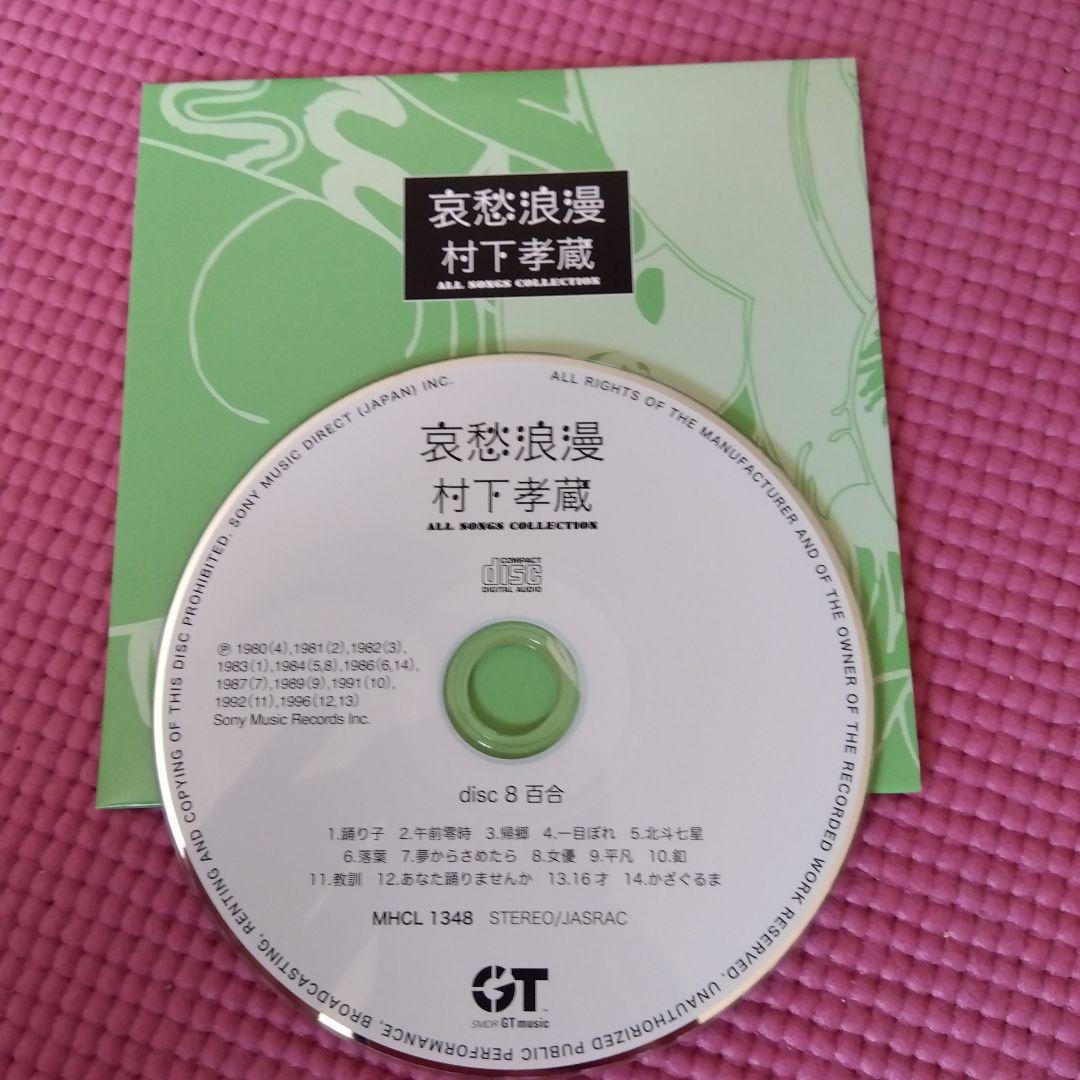 哀愁浪漫
村下孝蔵
ALL SONGS COLLECTION
ALL RIGHTS OF THE MANUFACTURER AND OF THE OWNER OF THE RECORDED WORK RESERVED. UNAUTHORIZED PUBLIC PERFORMANCE, BROADCASTING, RENTING AND COPYING OF THIS DISC PROHIBITED. SONY MUSIC DIRECT (JAPAN) INC.
哀愁浪漫
村下孝蔵
ALL SONGS COLLECTION
COMPACT
disc
DIGITAL AUDIO
℗ 1980(4),1981(2),1982(3),
1983(1),1984(5,8),1986(6,14),
1987(7),1989(9),1991(10),
1992(11),1996(12,13)
Sony Music Records Inc.
disc 8 百合
1.踊り子 2.午前零時 3.帰郷 4.一目ぼれ 5.北斗七星
6.落葉 7.夢からさめたら 8.女優 9.平凡 10.釦
11.教訓 12.あなた踊りませんか 13.16才 14.かざぐるま
MHCL 1348 STEREO/JASRAC
GT
SMDR GT music